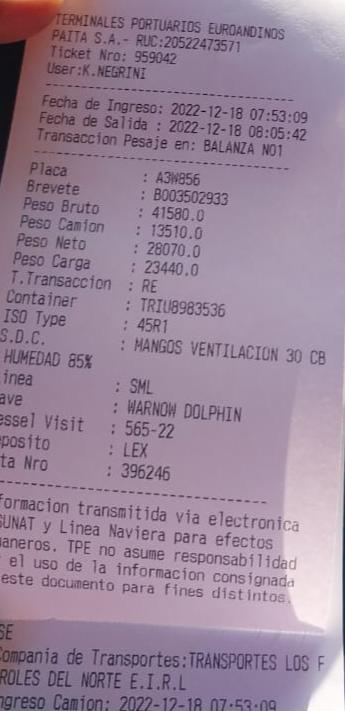 TERMINALES PORTUARIOS EUROANDINOS
PAITA S.A.- RUC:20522473571
Ticket Nro: 959042
User:K.NEGRINI
Fecha de Ingreso: 2022-12-18 07:53:09
Fecha de Salida : 2022-12-18 08:05:42
Transaccion Pesaje en: BALANZA NO1
Placa : A3W856
Brevete : B003502933
Peso Bruto : 41580.0
Peso Camion : 13510.0
Peso Neto : 28070.0
Peso Carga : 23440.0
T.Transaccion : RE
Container : TRIU8983536
ISO Type : 45R1
S.D.C. : MANGOS VENTILACION 30 CB
HUMEDAD 85%
inea : SML
ave : WARNOW DOLPHIN
essel Visit : 565-22
eposito : LEX
ta Nro : 396246
formacion transmitida via electronica
SUNAT y Linea Naviera para efectos
aneros. TPE no asume responsabilidad
el uso de la informacion consignada
este documento para fines distintos.
SE
Compania de Transportes:TRANSPORTES LOS F
ROLES DEL NORTE E.I.R.L
ngreso Camion: 2022-12-18 07:53:09